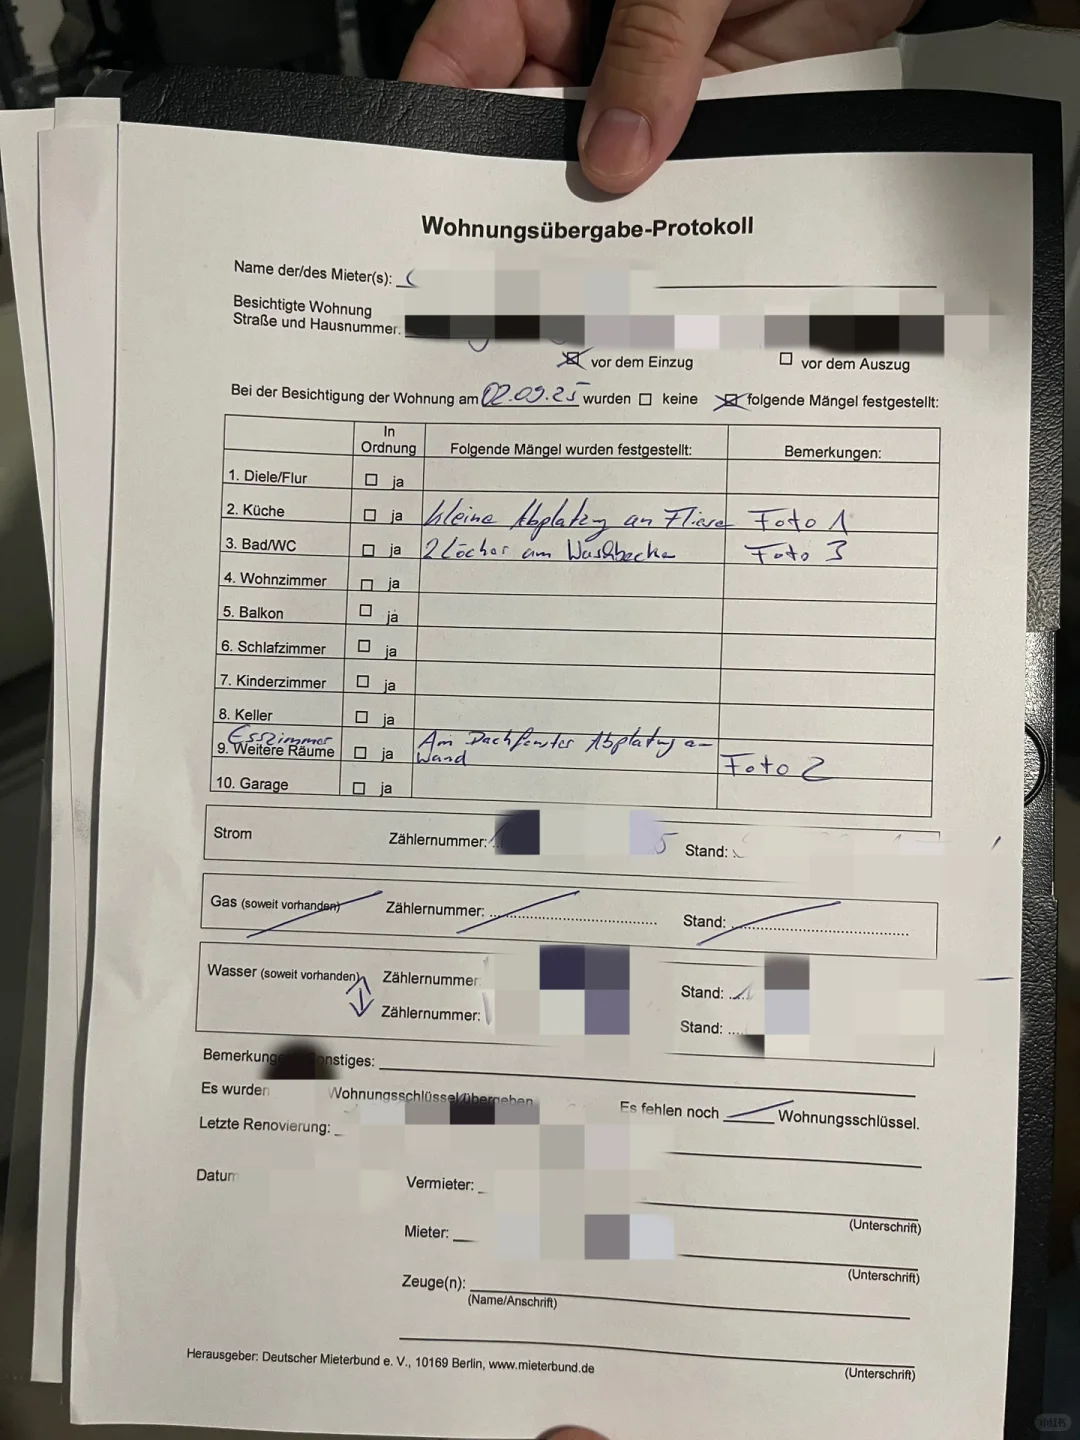 Wohnungsübergabe-Protokoll
Name der/des Mieter(s):
Besichtigte Wohnung
Straße und Hausnummer:
☒ vor dem Einzug ☐ vor dem Auszug
Bei der Besichtigung der Wohnung am 02.09.25 wurden ☐ keine ☒ folgende Mängel festgestellt:
In Ordnung Folgende Mängel wurden festgestellt: Bemerkungen:
1. Diele/Flur ☐ ja
2. Küche ☐ ja kleine Abplatzung an Fliese Foto 1
3. Bad/WC ☐ ja 2 Löcher am Waschbecken Foto 3
4. Wohnzimmer ☐ ja
5. Balkon ☐ ja
6. Schlafzimmer ☐ ja
7. Kinderzimmer ☐ ja
8. Keller ☐ ja
Esszimmer
9. Weitere Räume ☐ ja Am Dachfenster Abplatzung an Wand Foto 2
10. Garage ☐ ja
Strom Zählernummer: 5 Stand:
Gas (soweit vorhanden) Zählernummer: Stand:
Wasser (soweit vorhanden) Zählernummer Stand:
Zählernummer: Stand:
Bemerkunge onstiges:
Es wurden Wohnungsschlüssel übergeben Es fehlen noch Wohnungsschlüssel.
Letzte Renovierung:
Datum Vermieter:
(Unterschrift)
Mieter:
(Unterschrift)
Zeuge(n):
(Name/Anschrift)
(Unterschrift)
Herausgeber: Deutscher Mieterbund e. V., 10169 Berlin, www.mieterbund.de
小红书